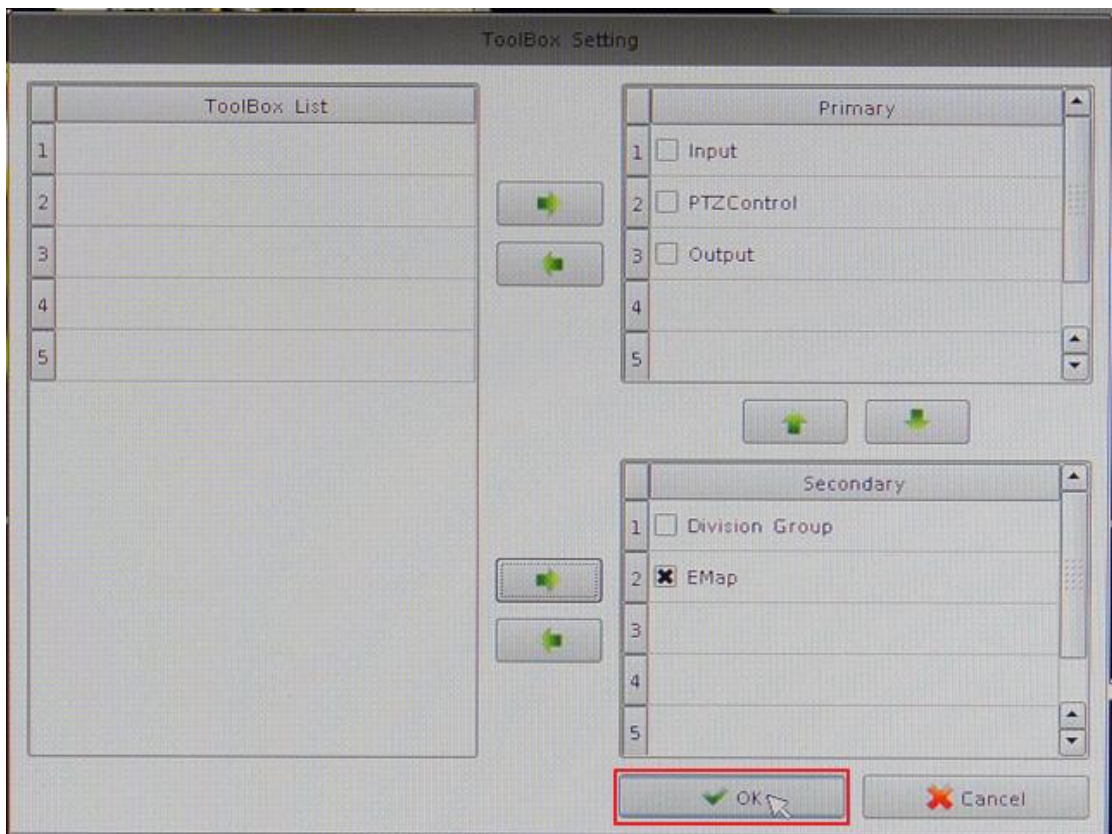 ToolBox Setting
ToolBox List
1
2
3
4
5
Primary
1 Input
2 PTZControl
3 Output
4
5
Secondary
1 Division Group
2 EMap
3
4
5
OK
Cancel